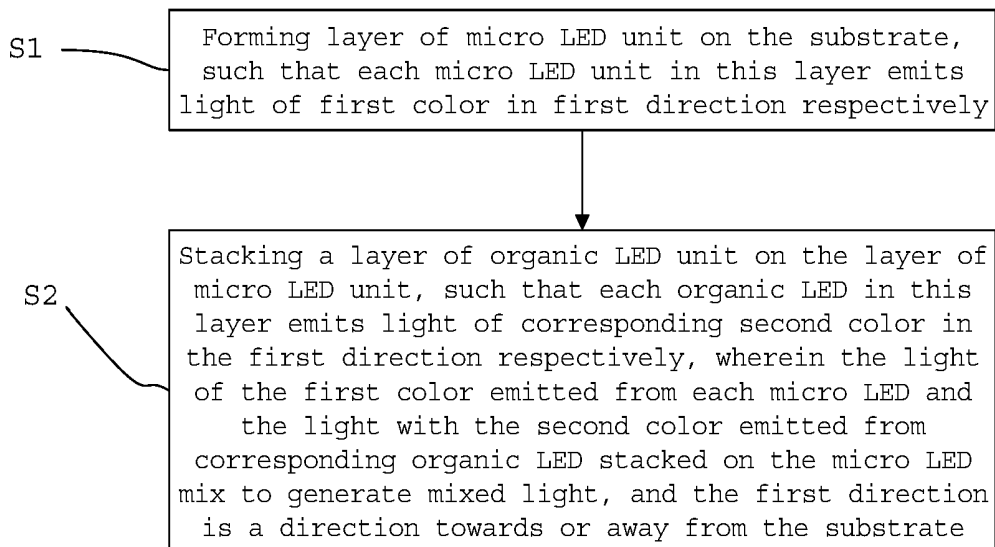 S1
Forming layer of micro LED unit on the substrate,
such that each micro LED unit in this layer emits
light of first color in first direction respectively
S2
Stacking a layer of organic LED unit on the layer of
micro LED unit, such that each organic LED in this
layer emits light of corresponding second color in
the first direction respectively, wherein the light
of the first color emitted from each micro LED and
the light with the second color emitted from
corresponding organic LED stacked on the micro LED
mix to generate mixed light, and the first direction
is a direction towards or away from the substrate